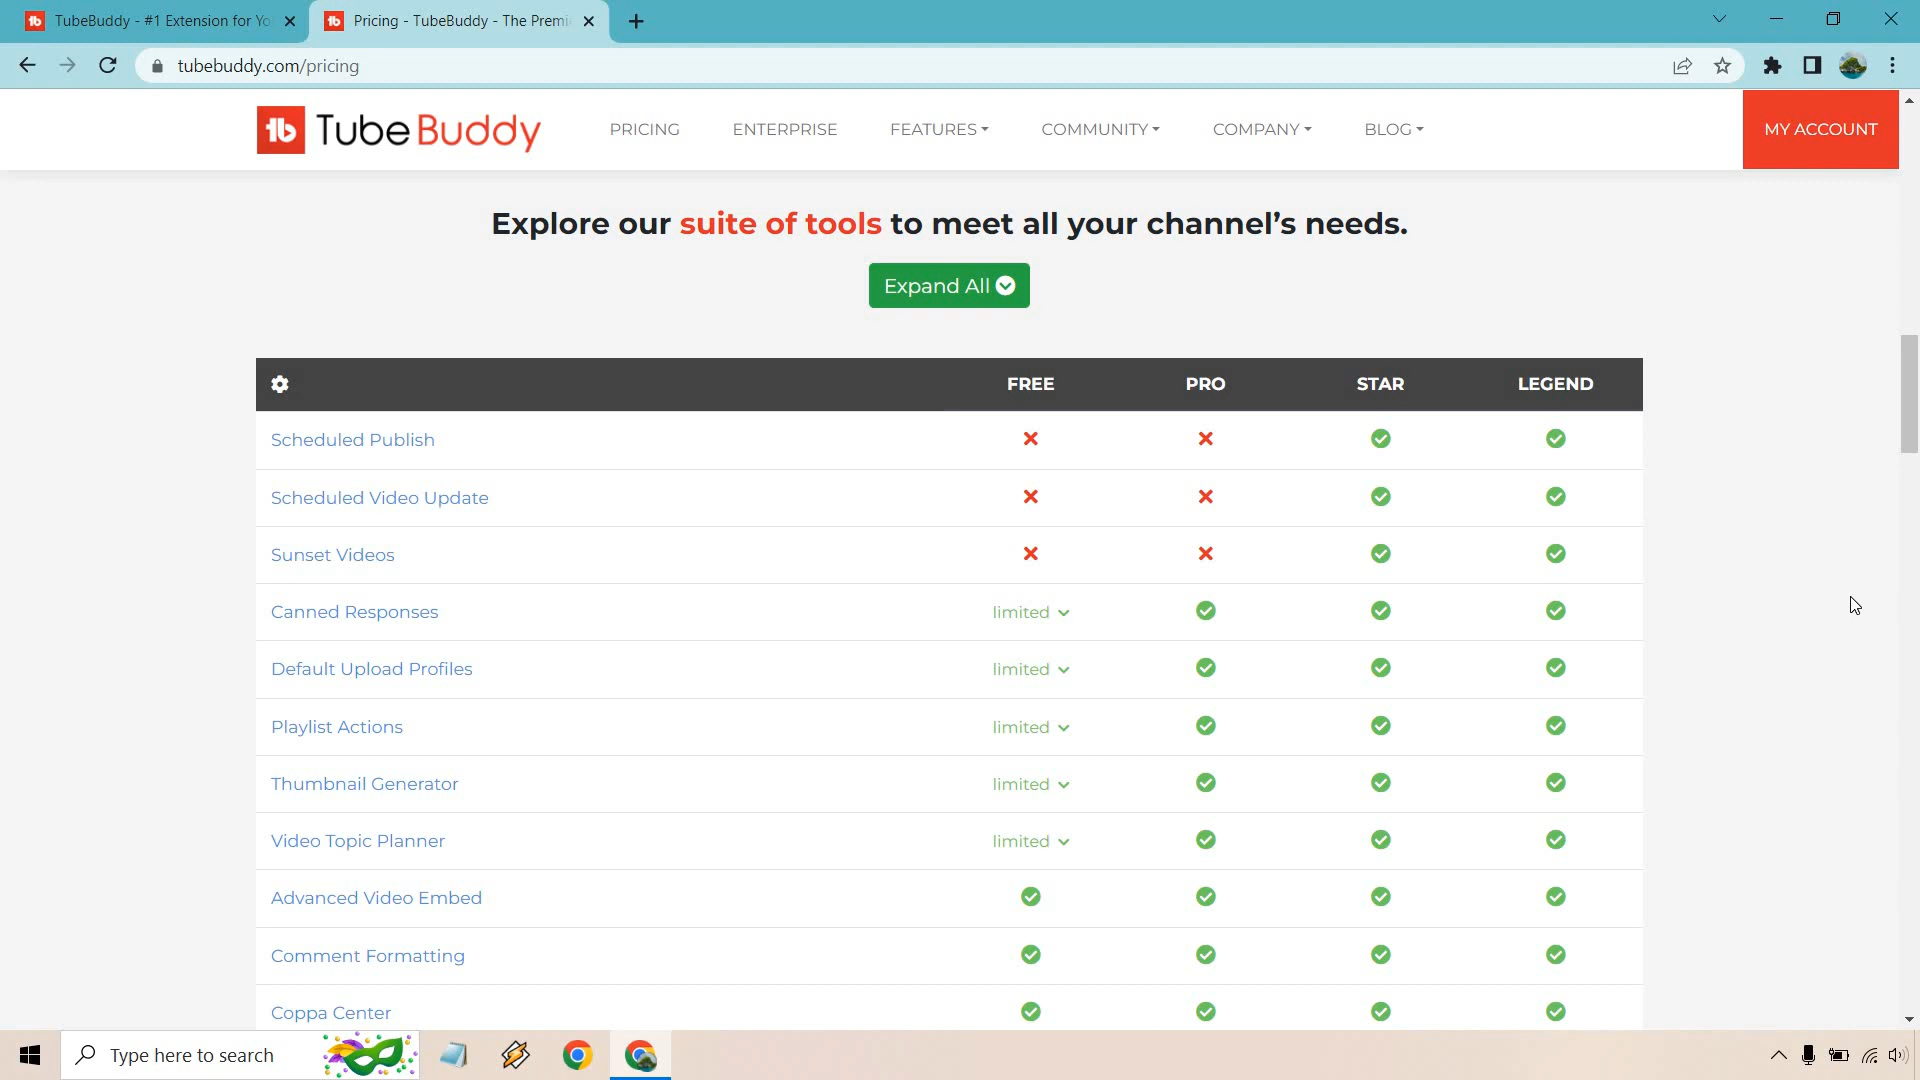 TubeBuddy - #1 Extension for Yo
Pricing - TubeBuddy - The Premi
tubebuddy.com/pricing
TubeBuddy
PRICING
ENTERPRISE
FEATURES
COMMUNITY
COMPANY
BLOG
MY ACCOUNT
Explore our suite of tools to meet all your channel’s needs.
Expand All
FREE PRO STAR LEGEND
Scheduled Publish
Scheduled Video Update
Sunset Videos
Canned Responses limited
Default Upload Profiles limited
Playlist Actions limited
Thumbnail Generator limited
Video Topic Planner limited
Advanced Video Embed
Comment Formatting
Coppa Center
Type here to search